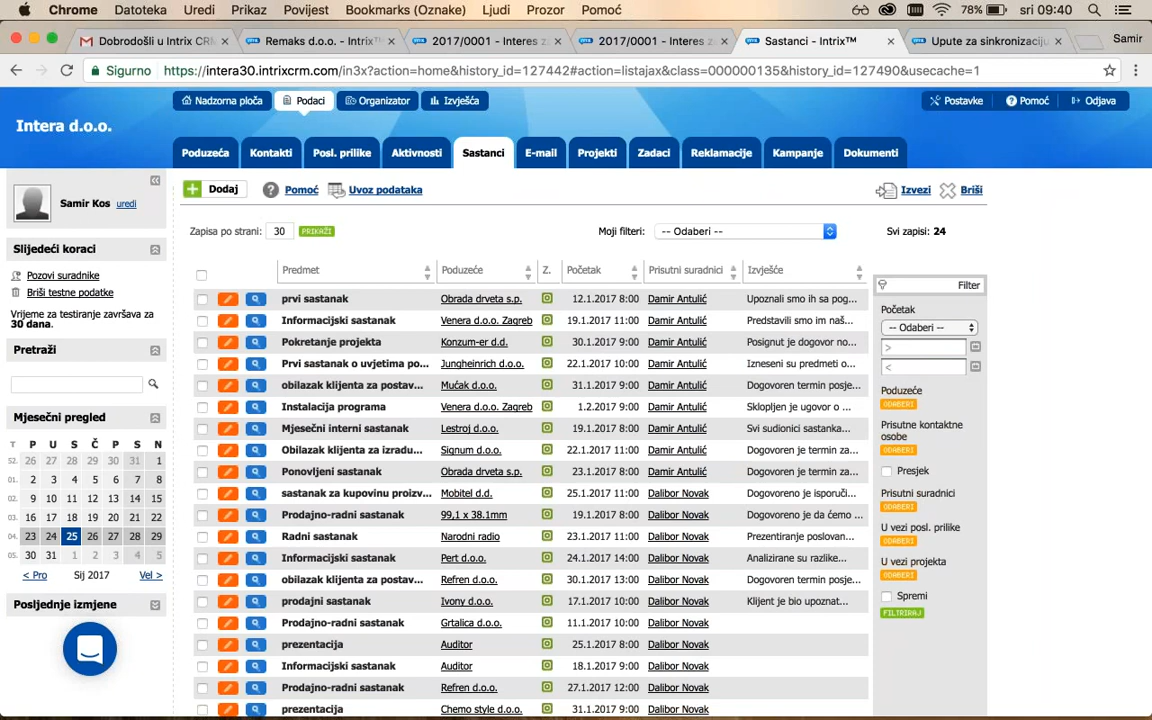 Chrome Datoteka Uredi Prikaz Povijest Bookmarks (Oznake) Ljudi Prozor Pomoć 78% sri 09:40
Dobrodošli u Intrix CRM Remaks d.o.o. - Intrix™ 2017/0001 - Interes z 2017/0001 - Interes z Sastanci - Intrix™ Upute za sinkronizaciju Samir
Sigurno https://intera30.intrixcrm.com/in3x?action=home&history_id=127442#action=listajax&class=000000135&history_id=127490&usecache=1
Nadzorna ploča Podaci Organizator Izvješća Postavke Pomoć Odjava
Intera d.o.o.
Poduzeća Kontakti Posl. prilike Aktivnosti Sastanci E-mail Projekti Zadaci Reklamacije Kampanje Dokumenti
Samir Kos uredi
Slijedeći koraci
Pozovi suradnike
Briši testne podatke
Vrijeme za testiranje završava za
30 dana.
Pretraži
Mjesečni pregled
T P U S Č P S N
52. 26 27 28 29 30 31 1
01. 2 3 4 5 6 7 8
02. 9 10 11 12 13 14 15
03. 16 17 18 19 20 21 22
04. 23 24 25 26 27 28 29
05. 30 31 1 2 3 4 5
< Pro Sij 2017 Vel >
Posljednje izmjene
Dodaj Pomoć Uvoz podataka Izvezi Briši
Zapisa po strani: 30 PRIKAŽI Moji filteri: -- Odaberi -- Svi zapisi: 24
Predmet Poduzeće Z. Početak Prisutni suradnici Izvješće
prvi sastanak Obrada drveta s.p. 12.1.2017 8:00 Damir Antulić Upoznali smo ih sa pog...
Informacijski sastanak Venera d.o.o. Zagreb 19.1.2017 11:00 Damir Antulić Predstavili smo im naš...
Pokretanje projekta Konzum-er d.d. 30.1.2017 9:00 Damir Antulić Posignut je dogovor no...
Prvi sastanak o uvjetima po... Jungheinrich d.o.o. 22.1.2017 10:00 Damir Antulić Izneseni su predmeti o...
obilazak klijenta za postav... Mućak d.o.o. 31.1.2017 9:00 Damir Antulić Dogovoren termin posje...
Instalacija programa Venera d.o.o. Zagreb 1.2.2017 9:00 Damir Antulić Sklopljen je ugovor o ...
Mjesečni interni sastanak Lestroj d.o.o. 19.1.2017 8:00 Damir Antulić Svi sudionici sastanka...
Obilazak klijenta za izradu... Signum d.o.o. 22.1.2017 11:00 Damir Antulić Dogovoren je termin za...
Ponovljeni sastanak Obrada drveta s.p. 23.1.2017 8:00 Damir Antulić Dogovoren je termin za...
sastanak za kupovinu proizv... Mobitel d.d. 25.1.2017 11:00 Dalibor Novak Dogovoreno je isporuči...
Prodajno-radni sastanak 99,1 x 38.1mm 19.1.2017 8:00 Dalibor Novak Dogovoreno je da ćemo ...
Radni sastanak Narodni radio 23.1.2017 11:00 Dalibor Novak Prezentiranje poslovan...
Informacijski sastanak Pert d.o.o. 24.1.2017 14:00 Dalibor Novak Analizirane su razlike...
obilazak klijenta za postav... Refren d.o.o. 30.1.2017 13:00 Dalibor Novak Dogovoren termin posje...
prodajni sastanak Ivony d.o.o. 17.1.2017 10:00 Dalibor Novak Klijent je bio upoznat...
Prodajno-radni sastanak Grtalica d.o.o. 11.1.2017 10:00 Dalibor Novak
prezentacija Auditor 25.1.2017 8:00 Dalibor Novak
Informacijski sastanak Auditor 18.1.2017 9:00 Dalibor Novak
Prodajno-radni sastanak Refren d.o.o. 27.1.2017 12:00 Dalibor Novak
prezentacija Chemo style d.o.o. 31.1.2017 9:00 Dalibor Novak
Filter
Početak
-- Odaberi --
>
<
Poduzeće
ODABERI
Prisutne kontaktne
osobe
ODABERI
Presjek
Prisutni suradnici
ODABERI
U vezi posl. prilike
ODABERI
U vezi projekta
ODABERI
Spremi
FILTRIRAJ